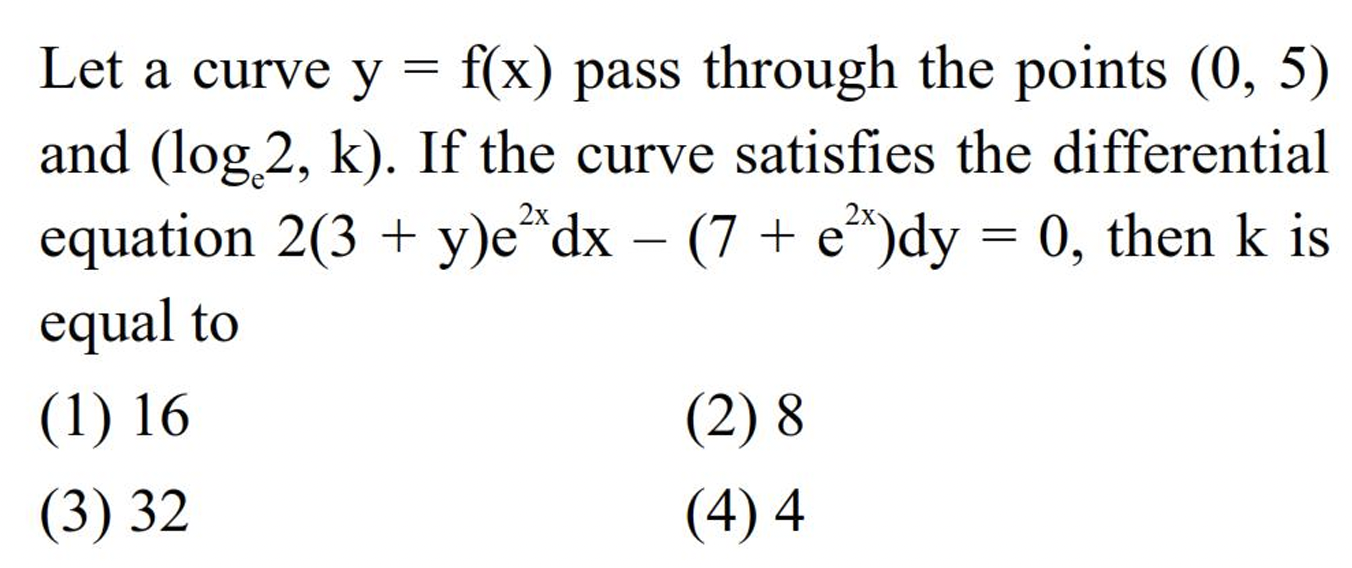 Let a curve y = f(x) pass through the points (0, 5)
and (logₑ2, k). If the curve satisfies the differential
equation 2(3 + y)e²ˣdx – (7 + e²ˣ)dy = 0, then k is
equal to
(1) 16 (2) 8
(3) 32 (4) 4